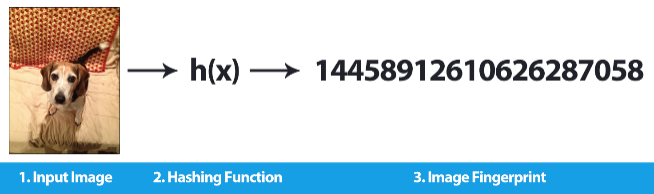 h(x)
14458912610626287058
1. Input Image
2. Hashing Function
3. Image Fingerprint